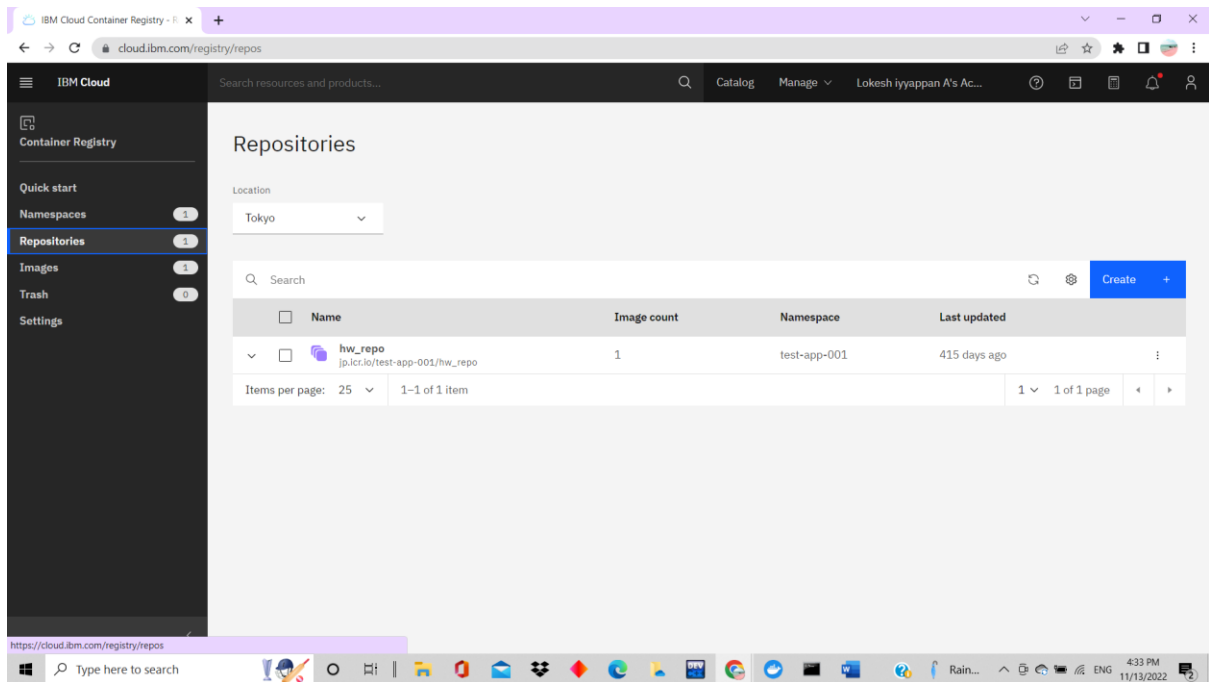 IBM Cloud Container Registry - R
cloud.ibm.com/registry/repos
IBM Cloud
Search resources and products...
Catalog
Manage
Lokesh iyyappan A's Ac...
Container Registry
Quick start
Namespaces 1
Repositories 1
Images 1
Trash 0
Settings
Repositories
Location
Tokyo
Search
Create +
Name Image count Namespace Last updated
hw_repo 1 test-app-001 415 days ago
jp.icr.io/test-app-001/hw_repo
Items per page: 25 1–1 of 1 item 1 1 of 1 page
https://cloud.ibm.com/registry/repos
Type here to search
Rain...
ENG
4:33 PM
11/13/2022
2